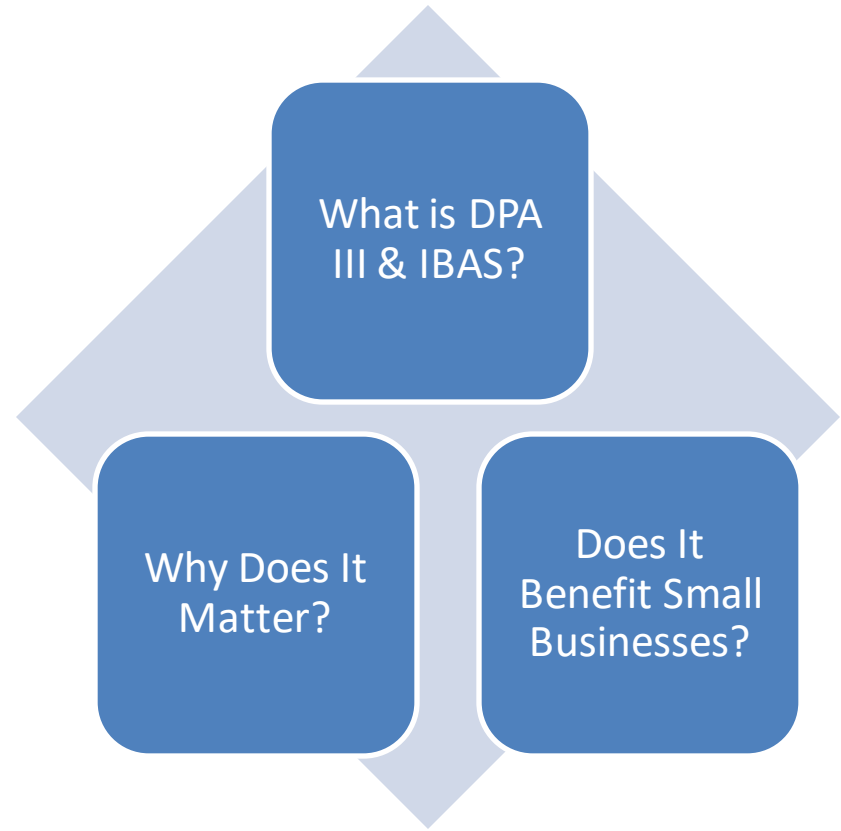 What is DPA
III & IBAS?
Why Does It
Matter?
Does It
Benefit Small
Businesses?